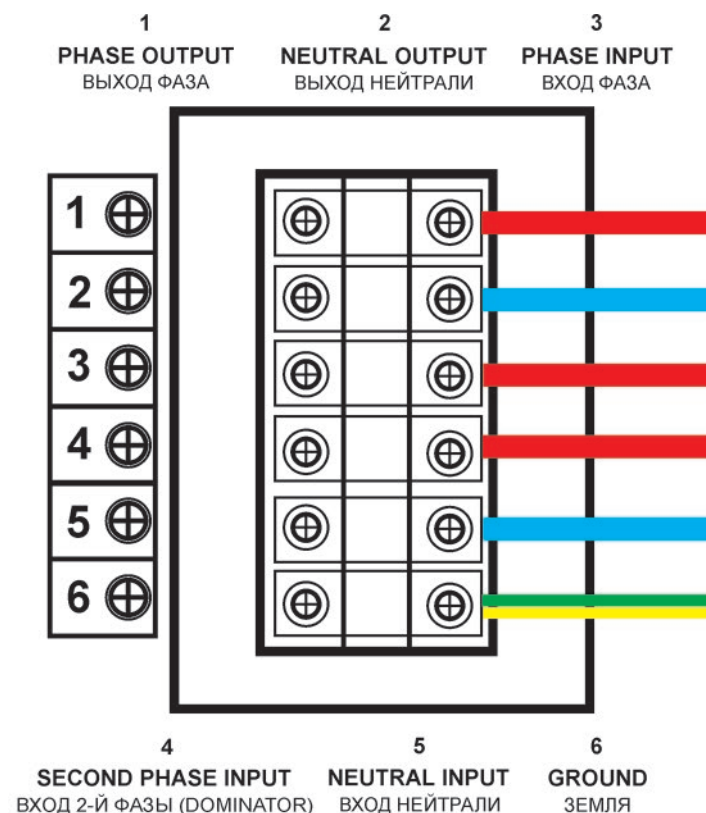 1 2 3
PHASE OUTPUT NEUTRAL OUTPUT PHASE INPUT
ВЫХОД ФАЗА ВЫХОД НЕЙТРАЛИ ВХОД ФАЗА
1
2
3
4
5
6
4 5 6
SECOND PHASE INPUT NEUTRAL INPUT GROUND
ВХОД 2-Й ФАЗЫ (DOMINATOR) ВХОД НЕЙТРАЛИ ЗЕМЛЯ